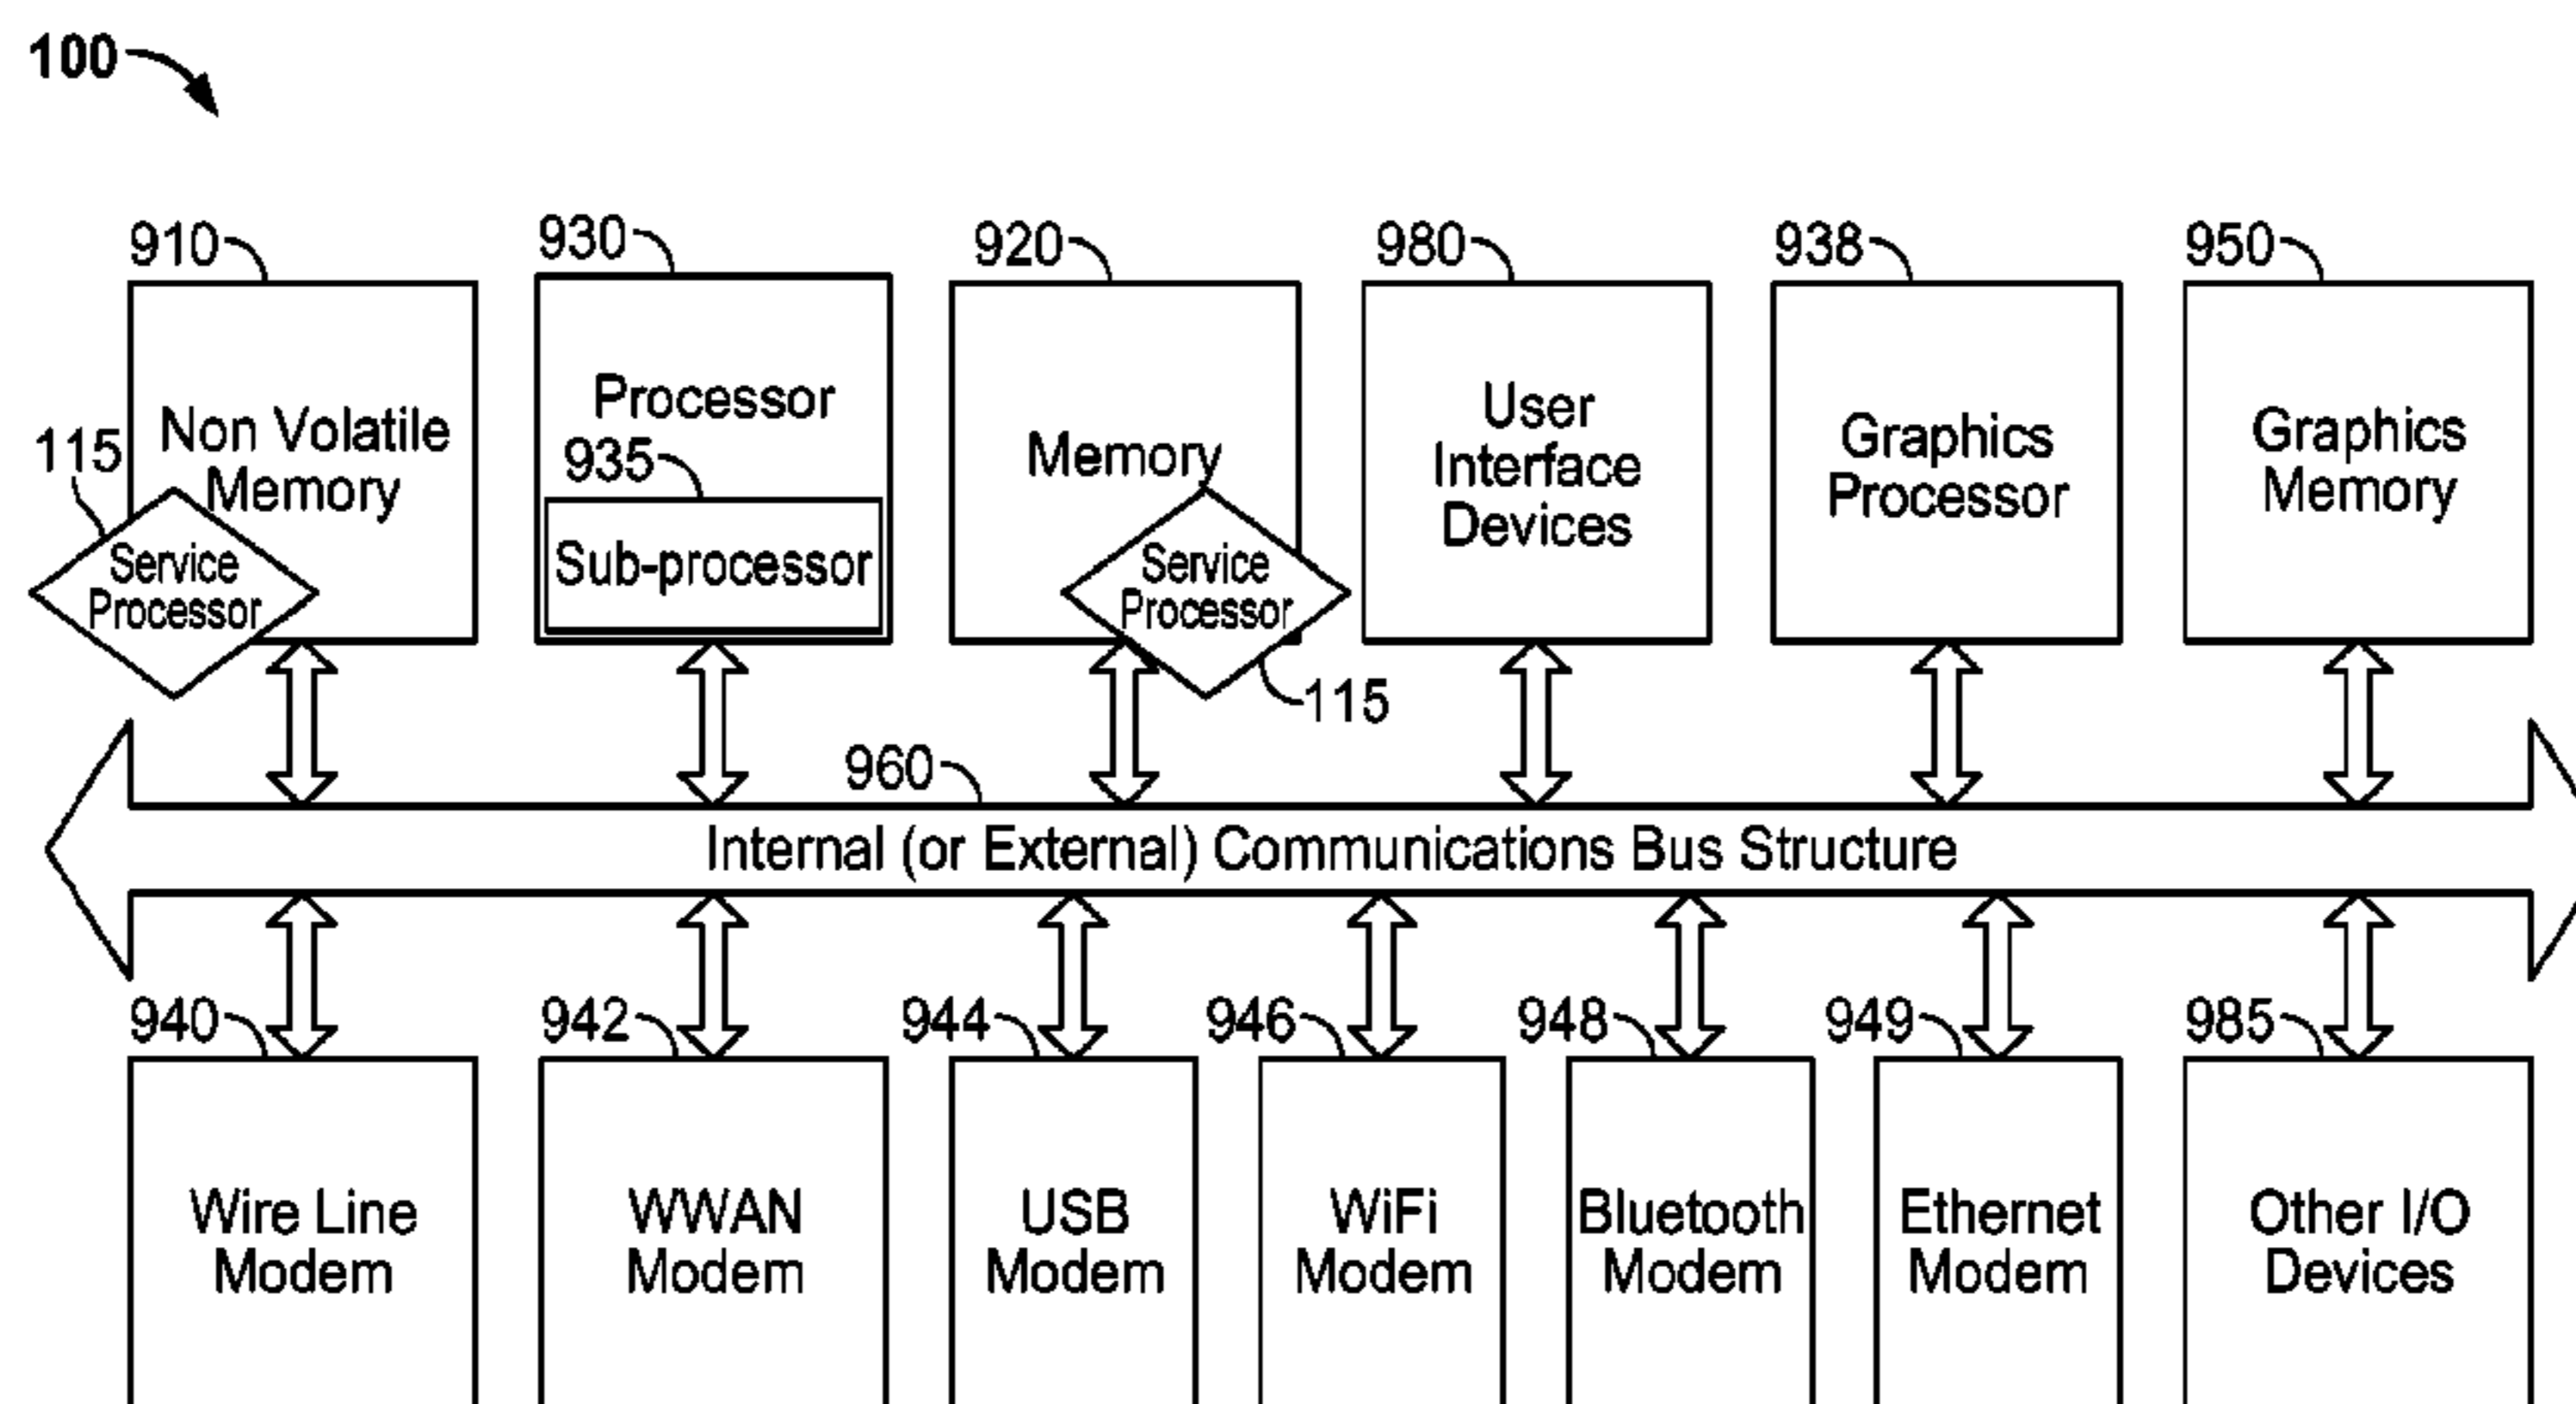 100
910
930
920
980
938
950
Non Volatile
Memory
115
Service
Processor
Processor
935
Sub-processor
Memory
Service
Processor
115
User
Interface
Devices
Graphics
Processor
Graphics
Memory
960
Internal (or External) Communications Bus Structure
940
942
944
946
948
949
985
Wire Line
Modem
WWAN
Modem
USB
Modem
WiFi
Modem
Bluetooth
Modem
Ethernet
Modem
Other I/O
Devices